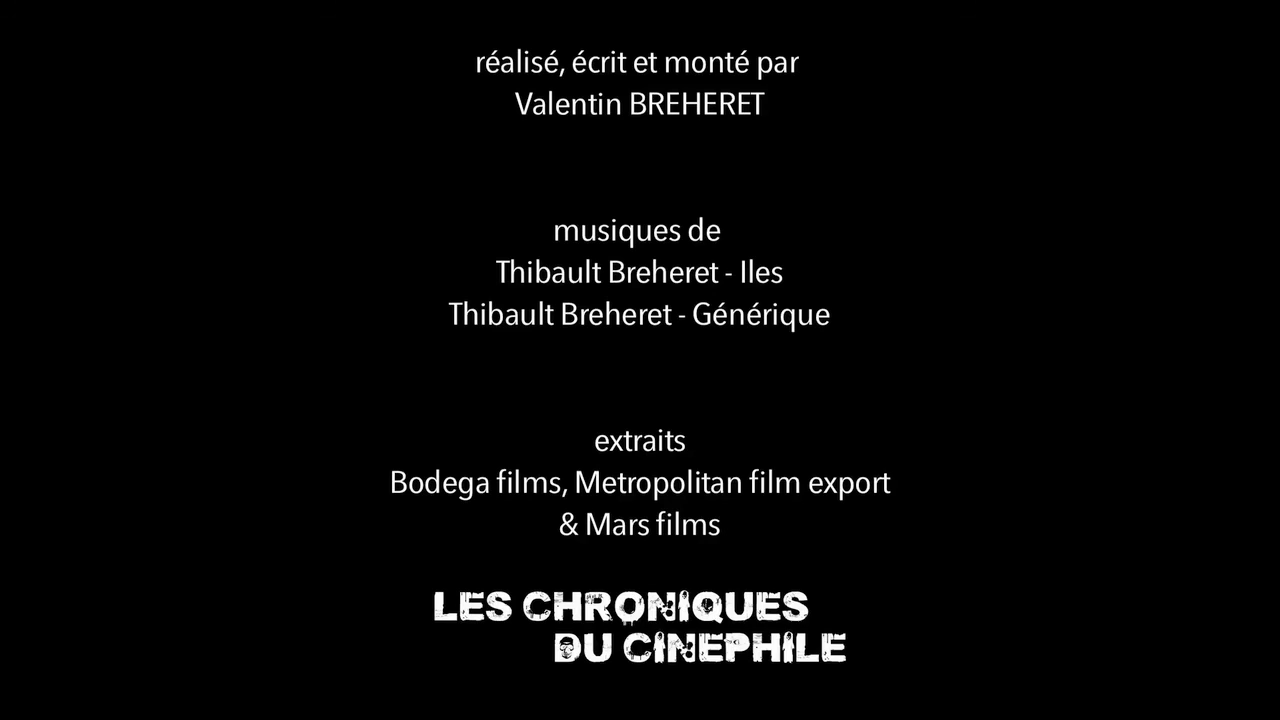 réalisé, écrit et monté par
Valentin BREHERET
musiques de
Thibault Breheret - Iles
Thibault Breheret - Générique
extraits
Bodega films, Metropolitan film export
& Mars films
LES CHRONIQUES
DU CINEPHILE